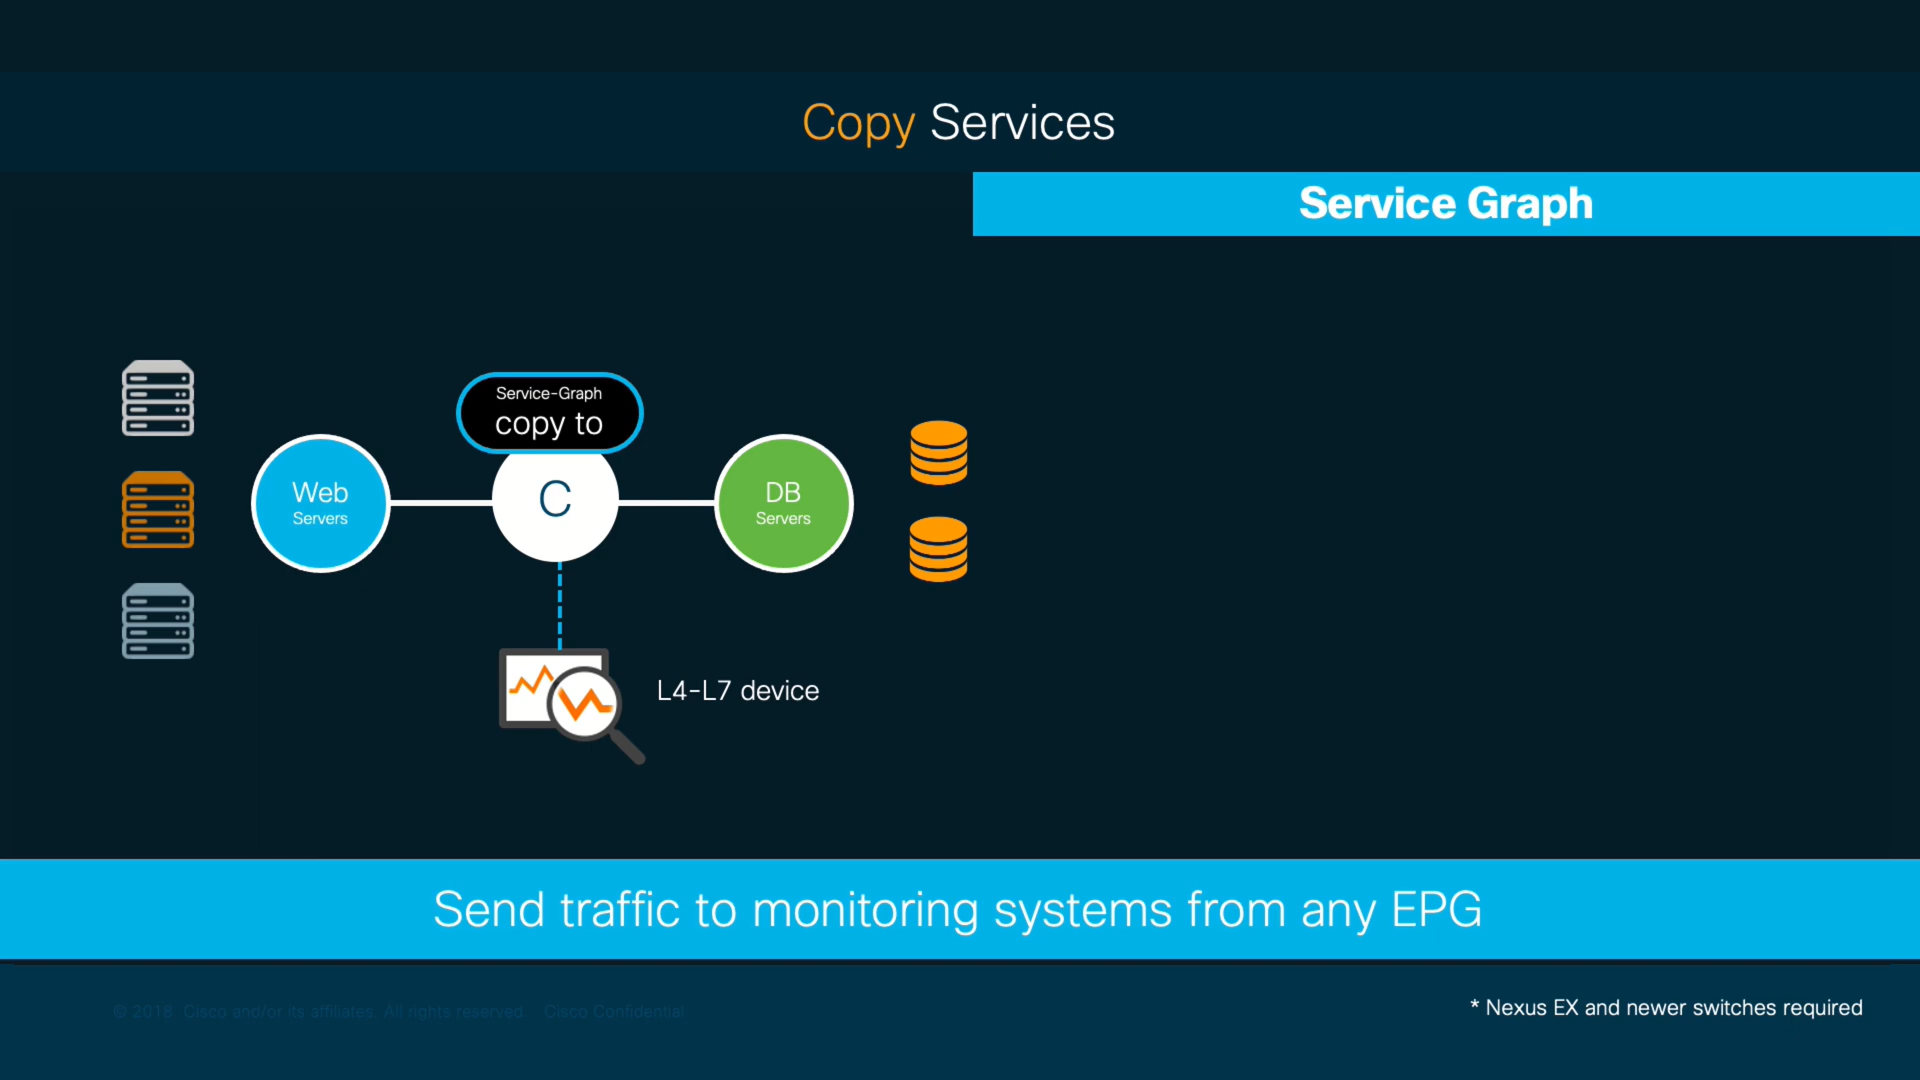 Copy Services
Service Graph
Service-Graph
copy to
Web
Servers
C
DB
Servers
L4-L7 device
Send traffic to monitoring systems from any EPG
© 2018 Cisco and/or its affiliates. All rights reserved. Cisco Confidential
* Nexus EX and newer switches required